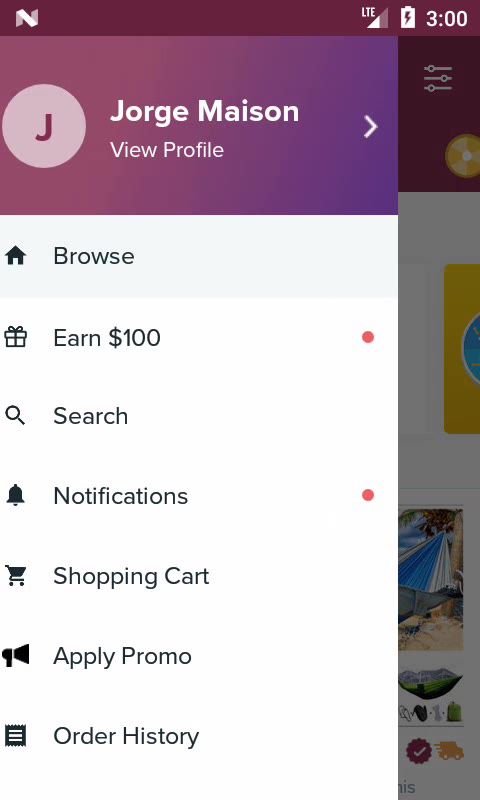 LTE
3:00
J
Jorge Maison
View Profile
Browse
Earn $100
Search
Notifications
Shopping Cart
Apply Promo
Order History